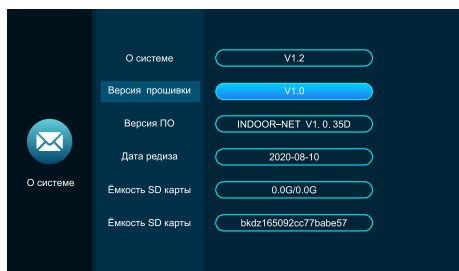 О системе V1.2
Версия прошивки V1.0
Версия ПО INDOOR–NET V1.0.35D
Дата редиза 2020-08-10
О системе
Ёмкость SD карты 0.0G/0.0G
Ёмкость SD карты bkdz165092cc77babe57